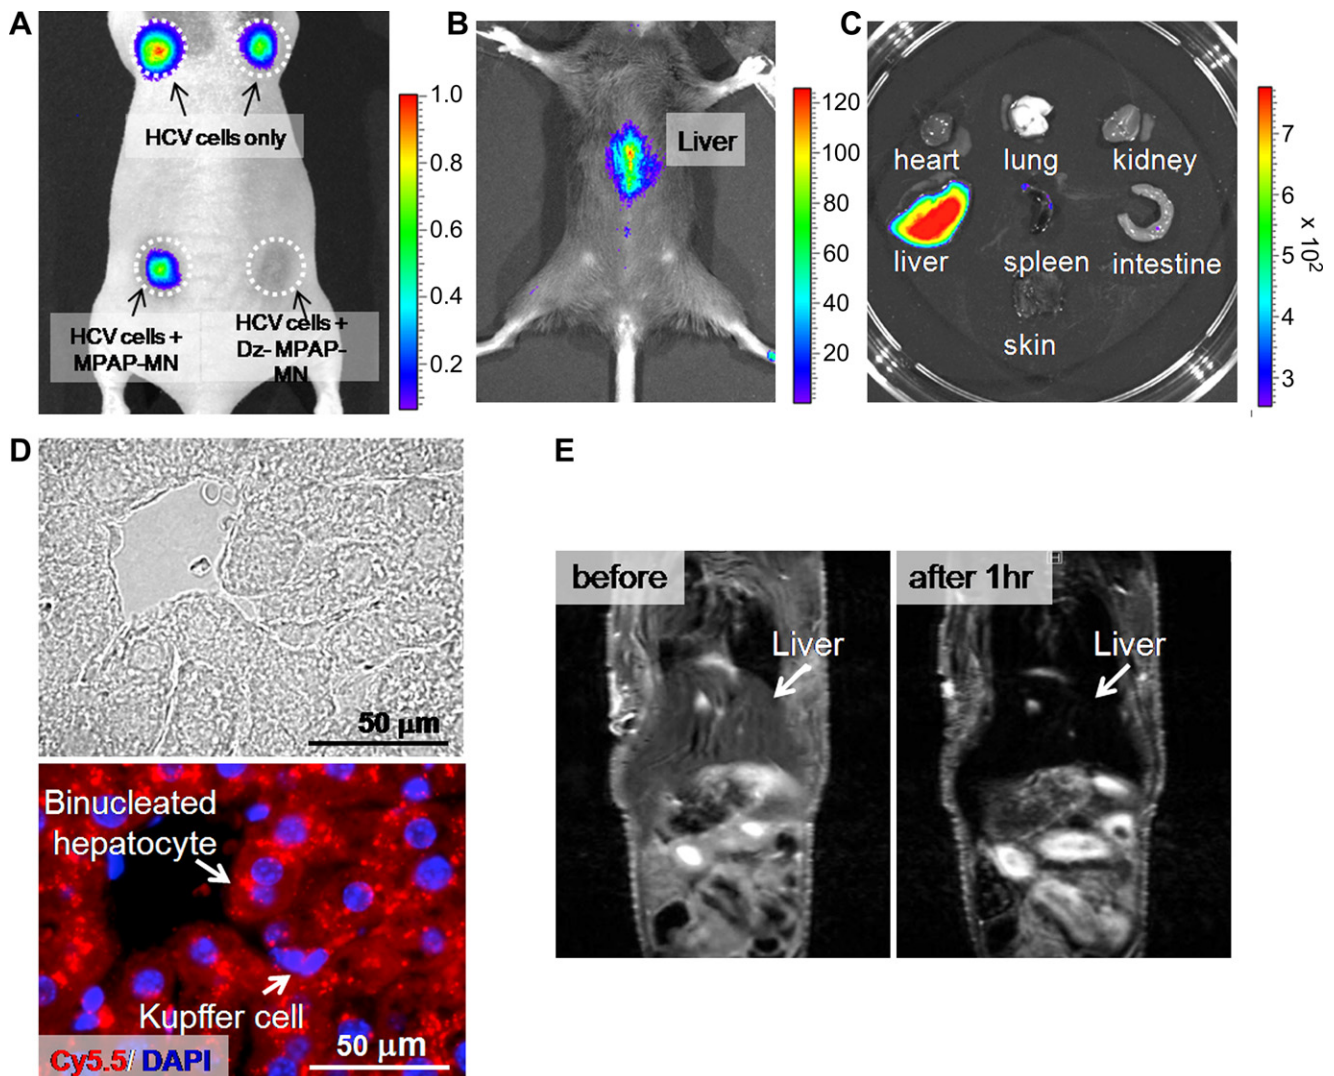 A
HCV cells only
HCV cells +
MPAP-MN
HCV cells +
Dz- MPAP-
MN
1.0
0.8
0.6
0.4
0.2
B
Liver
120
100
80
60
40
20
C
heart
lung
kidney
liver
spleen
intestine
skin
7
6
5
4
3
x 10²
D
50 µm
Binucleated
hepatocyte
Kupffer cell
Cy5.5/ DAPI
50 µm
E
before
Liver
after 1hr
H
Liver